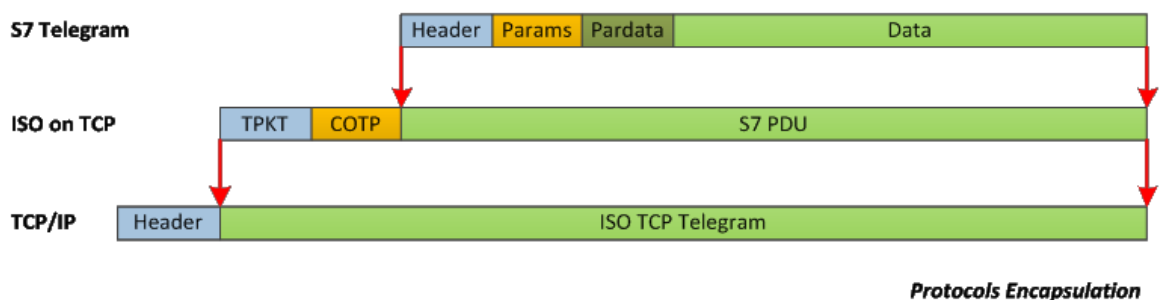 S7 Telegram Header Params Pardata Data
ISO on TCP TPKT COTP S7 PDU
TCP/IP Header ISO TCP Telegram
Protocols Encapsulation